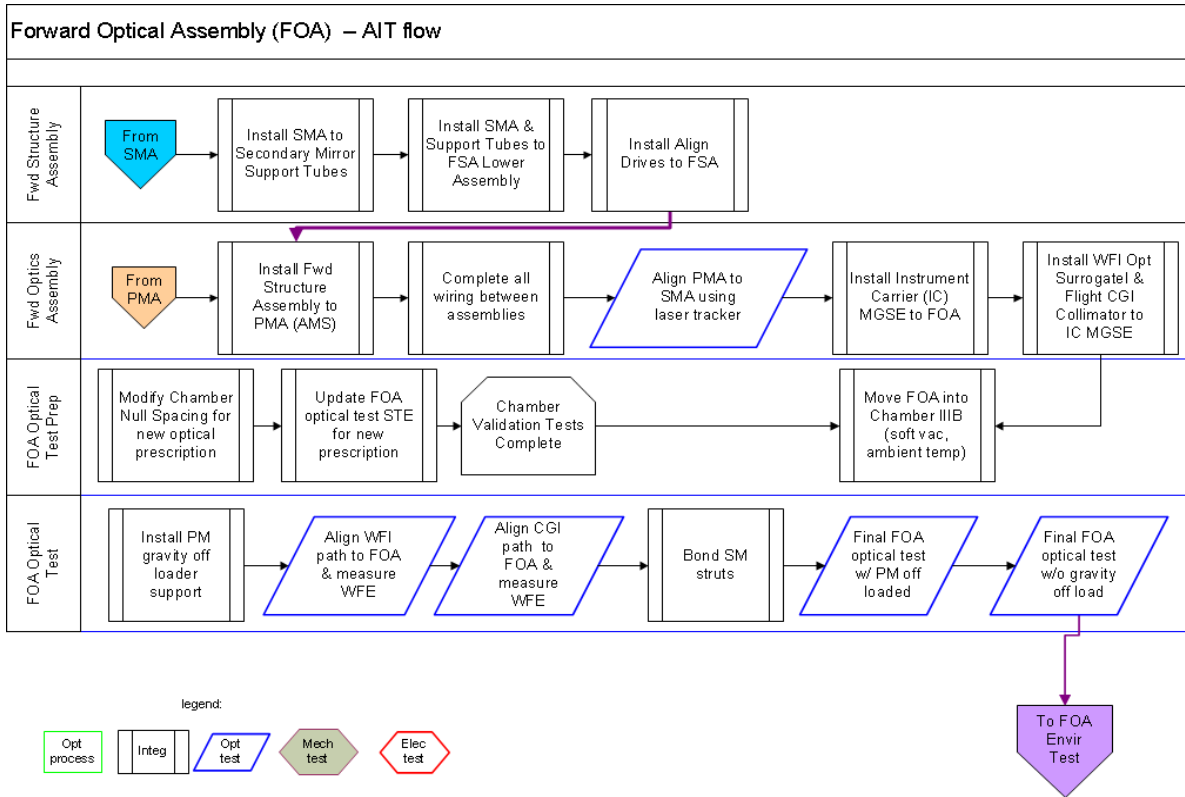 Forward Optical Assembly (FOA) – AIT flow
Fwd Structure
Assembly
From
SMA
Install SMA to
Secondary Mirror
Support Tubes
Install SMA &
Support Tubes to
FSA Lower
Assembly
Install Align
Drives to FSA
Fwd Optics
Assembly
From
PMA
Install Fwd
Structure
Assembly to
PMA (AMS)
Complete all
wiring between
assemblies
Align PMA to
SMA using
laser tracker
Install Instrument
Carrier (IC)
MGSE to FOA
Install WFI Opt
Surrogatel &
Flight CGI
Collimator to
IC MGSE
FOA Optical
Test Prep
Modify Chamber
Null Spacing for
new optical
prescription
Update FOA
optical test STE
for new
prescription
Chamber
Validation Tests
Complete
Move FOA into
Chamber IIIB
(soft vac,
ambient temp)
FOA Optical
Test
Install PM
gravity off
loader
support
Align WFI
path to FOA
& measure
WFE
Align CGI
path to
FOA &
measure
WFE
Bond SM
struts
Final FOA
optical test
w/ PM off
loaded
Final FOA
optical test
w/o gravity
off load
To FOA
Envir
Test
legend:
Opt
process
Integ
Opt
test
Mech
test
Elec
test